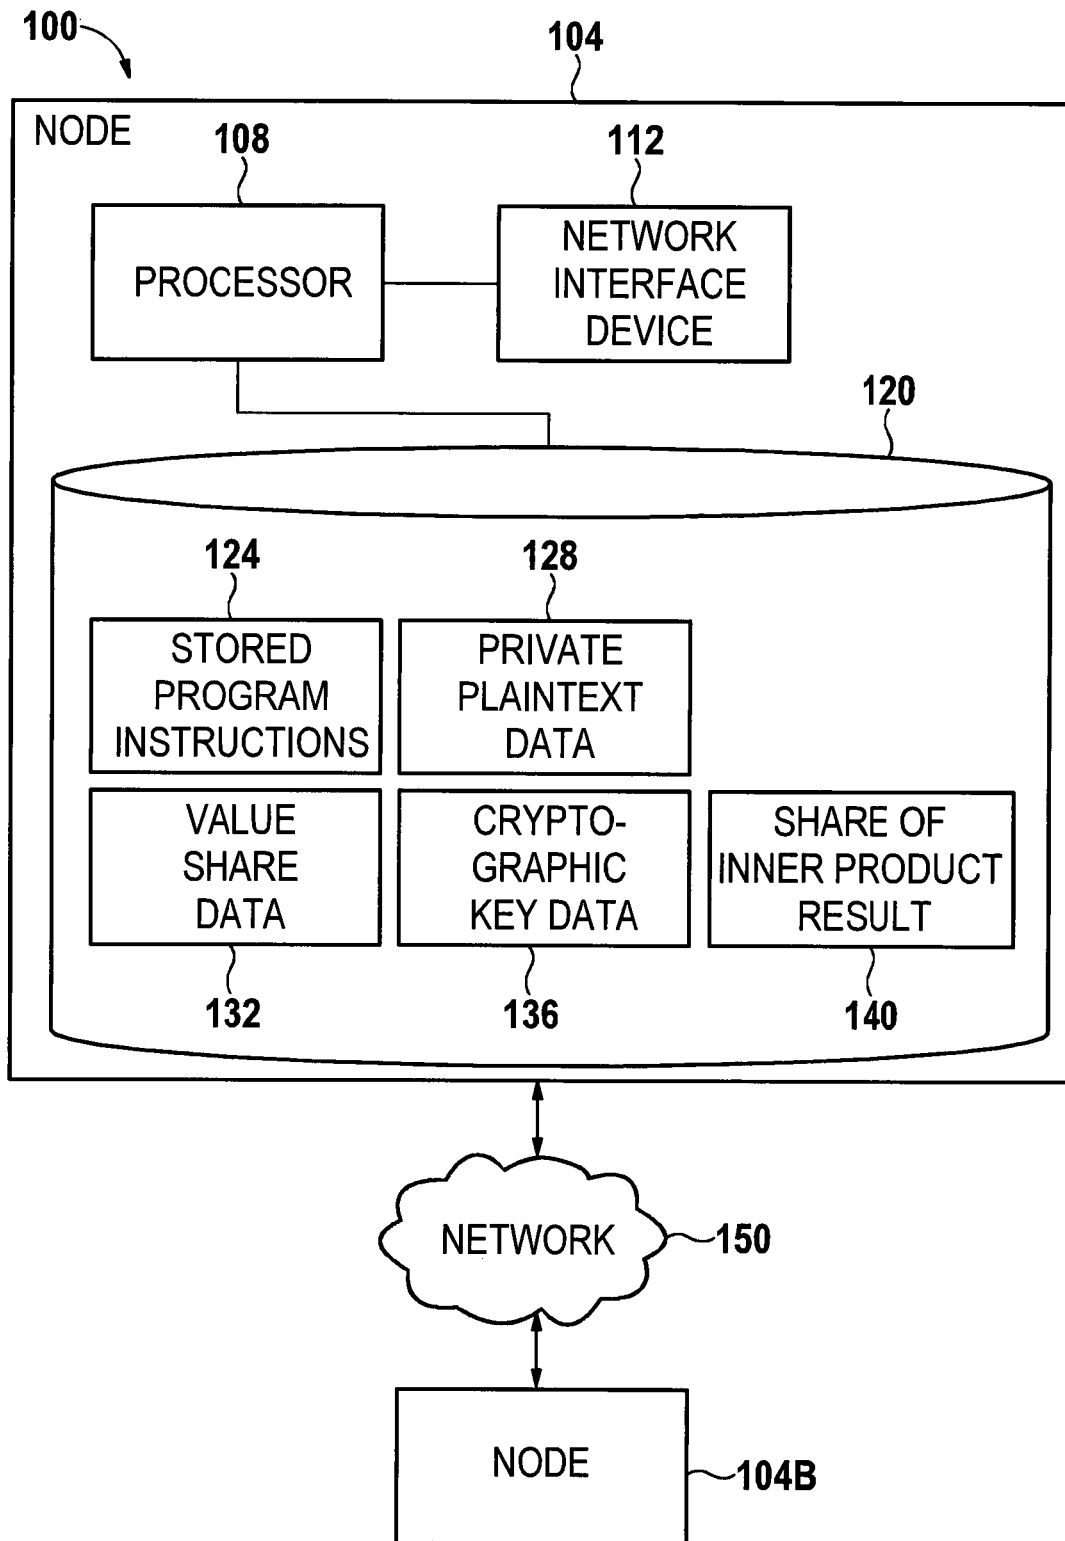 100
104
NODE
108
112
PROCESSOR
NETWORK
INTERFACE
DEVICE
120
124
128
STORED
PROGRAM
INSTRUCTIONS
PRIVATE
PLAINTEXT
DATA
VALUE
SHARE
DATA
CRYPTO-
GRAPHIC
KEY DATA
SHARE OF
INNER PRODUCT
RESULT
132
136
140
NETWORK
150
NODE
104B